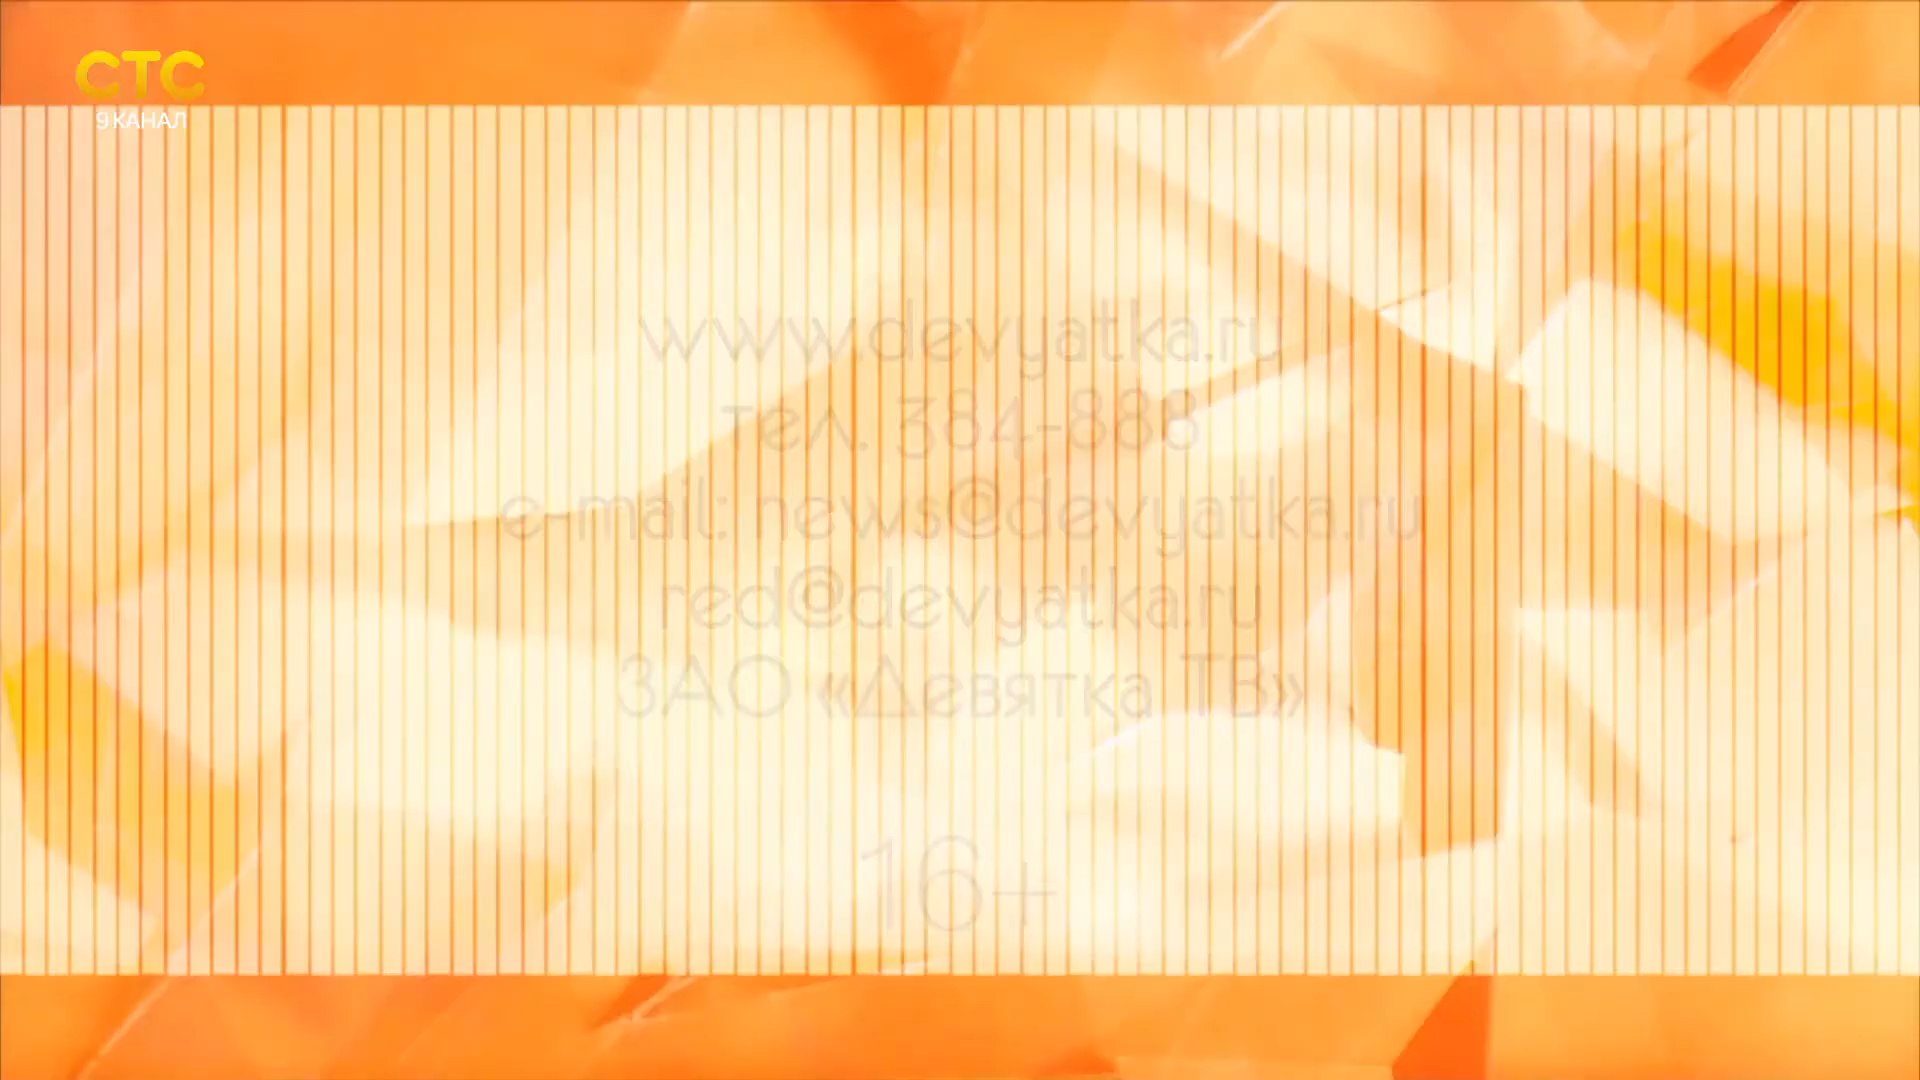 СТС
9 КАНАЛ
www.devyatka.ru
тел. 384-888
e-mail: news@devyatka.ru
red@devyatka.ru
ЗАО «Девятка ТВ»
16+